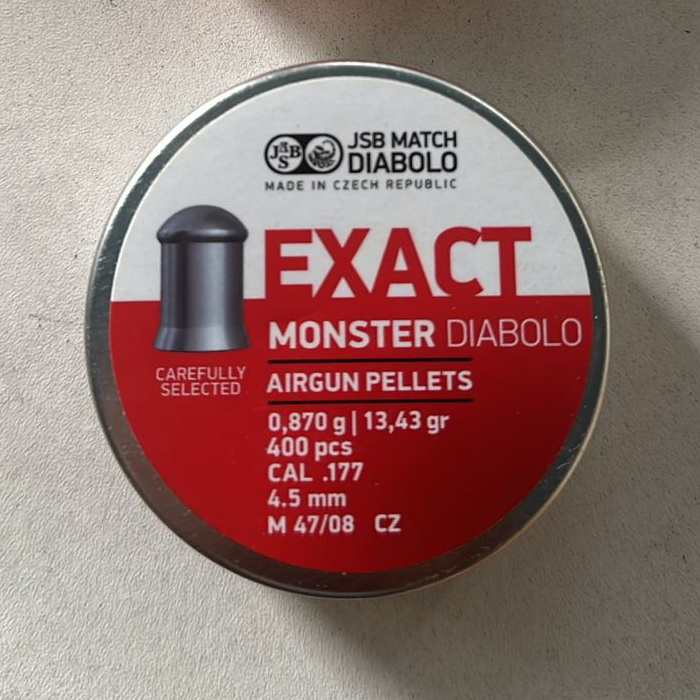 JSB
JSB MATCH
DIABOLO
MADE IN CZECH REPUBLIC
EXACT
MONSTER DIABOLO
CAREFULLY
SELECTED
AIRGUN PELLETS
0,870 g | 13,43 gr
400 pcs
CAL .177
4.5 mm
M 47/08 CZ